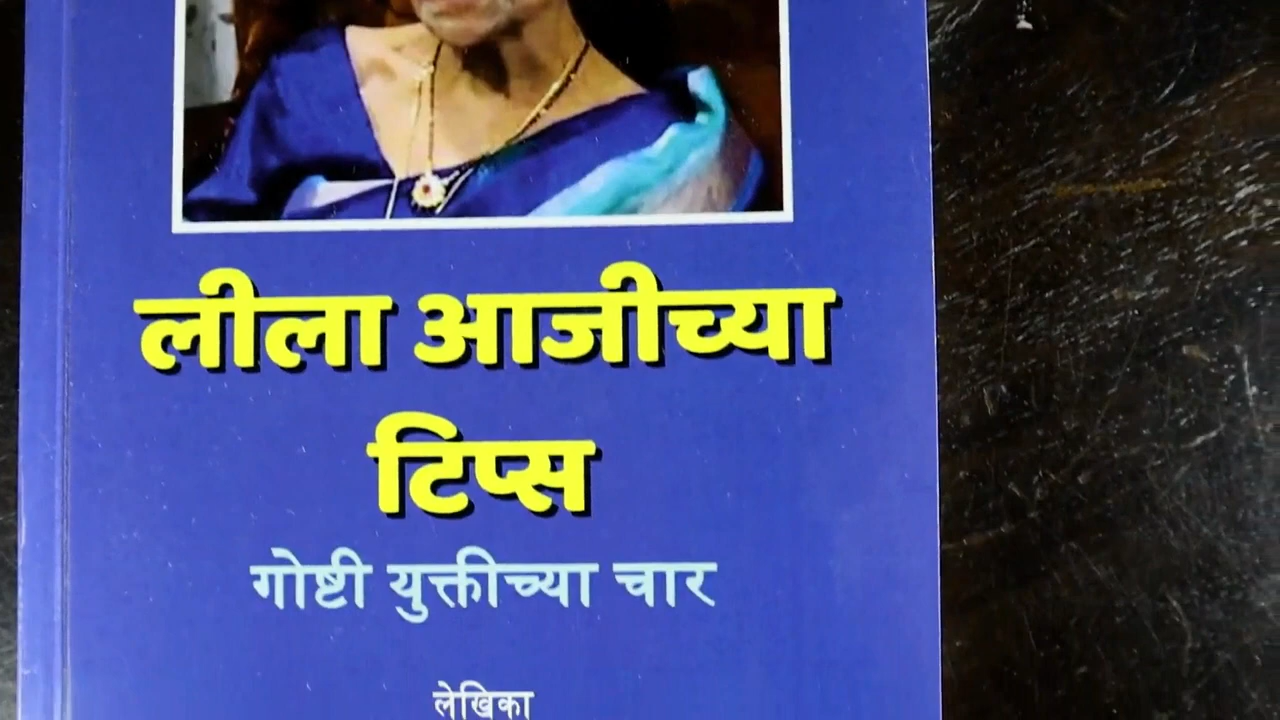 लीला आजीच्या
टिप्स
गोष्टी युक्तीच्या चार
लेखिका